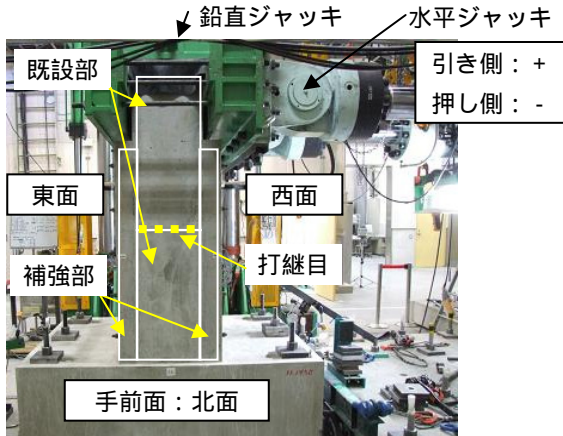 鉛直ジャッキ
水平ジャッキ
既設部
引き側：+
押し側：-
東面
西面
打継目
補強部
手前面：北面